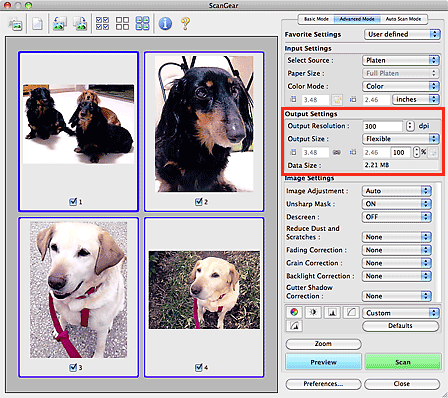 ScanGear
Basic Mode Advanced Mode Auto Scan Mode
Favorite Settings User defined
Input Settings
Select Source : Platen
Paper Size : Full Platen
Color Mode : Color
3.48 2.46 inches
Output Settings
Output Resolution : 300 dpi
Output Size : Flexible
3.48 2.46 100 %
Data Size : 2.21 MB
Image Settings
Image Adjustment : Auto
Unsharp Mask : ON
Descreen : OFF
Reduce Dust and
Scratches : None
Fading Correction : None
Grain Correction : None
Backlight Correction : None
Gutter Shadow
Correction : None
Custom
Defaults
Zoom
Preview Scan
Preferences... Close
1
2
3
4